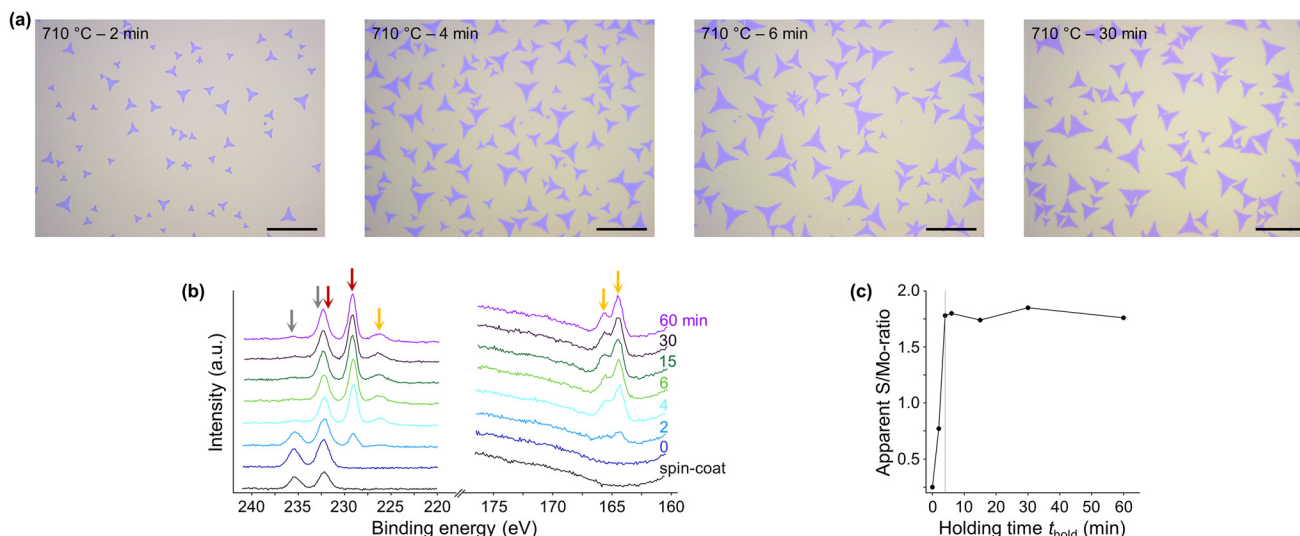 (a)
710 °C – 2 min
710 °C – 4 min
710 °C – 6 min
710 °C – 30 min
(b)
Intensity (a.u.)
60 min
30
15
6
4
2
0
spin-coat
240 235 230 225 220 175 170 165 160
Binding energy (eV)
(c)
Apparent S/Mo-ratio
2.0
1.5
1.0
0.5
0 10 20 30 40 50 60
Holding time thold (min)